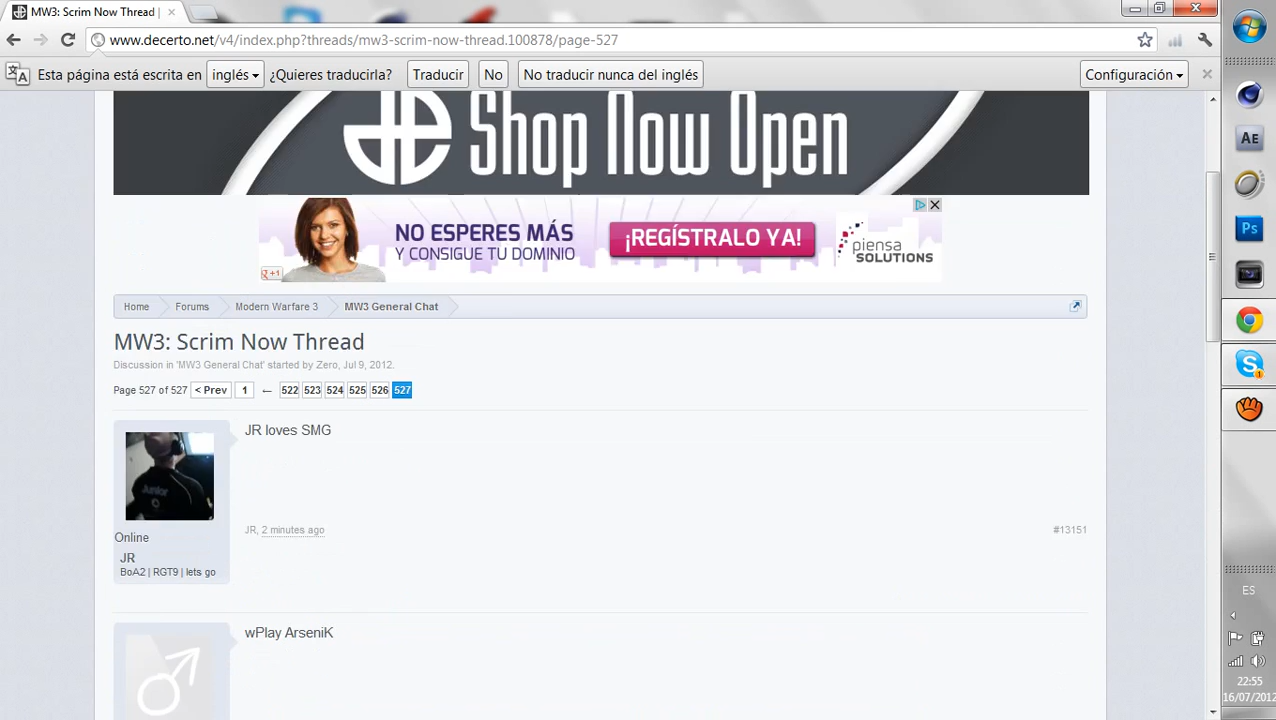 MW3: Scrim Now Thread |
www.decerto.net/v4/index.php?threads/mw3-scrim-now-thread.100878/page-527
Esta página está escrita en inglés ¿Quieres traducirla? Traducir No No traducir nunca del inglés Configuración
Shop Now Open
NO ESPERES MÁS
Y CONSIGUE TU DOMINIO
¡REGÍSTRALO YA!
piensa
SOLUTIONS
+1
Home Forums Modern Warfare 3 MW3 General Chat
MW3: Scrim Now Thread
Discussion in 'MW3 General Chat' started by Zero, Jul 9, 2012.
Page 527 of 527 < Prev 1 ← 522 523 524 525 526 527
JR loves SMG
Junior
JR, 2 minutes ago #13151
Online
JR
BoA2 | RGT9 | lets go
wPlay ArseniK
AE
Ps
ES
22:55
16/07/2012